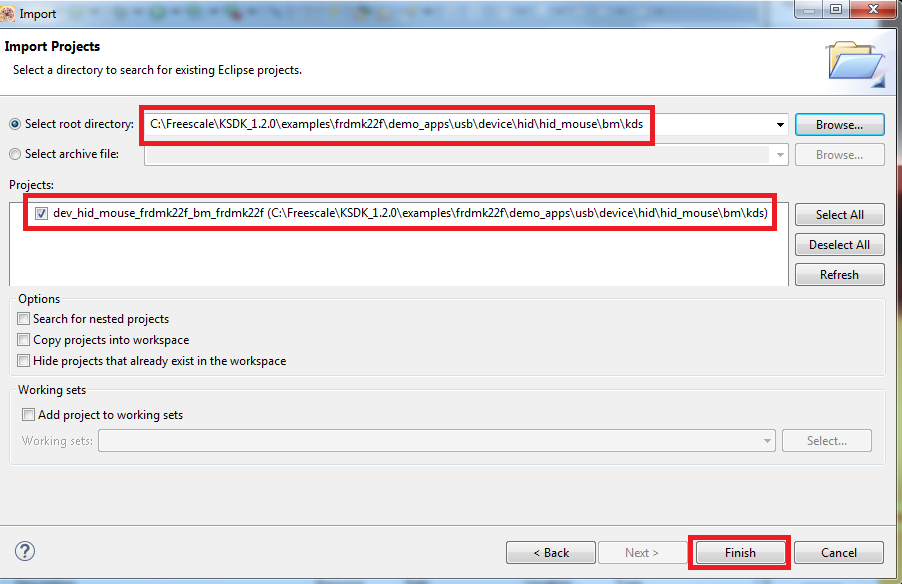 Import
Import Projects
Select a directory to search for existing Eclipse projects.
Select root directory: C:\Freescale\KSDK_1.2.0\examples\frdmk22f\demo_apps\usb\device\hid\hid_mouse\bm\kds Browse...
Select archive file: Browse...
Projects:
dev_hid_mouse_frdmk22f_bm_frdmk22f (C:\Freescale\KSDK_1.2.0\examples\frdmk22f\demo_apps\usb\device\hid\hid_mouse\bm\kds) Select All
Deselect All
Refresh
Options
Search for nested projects
Copy projects into workspace
Hide projects that already exist in the workspace
Working sets
Add project to working sets
Working sets: Select...
? < Back Next > Finish Cancel